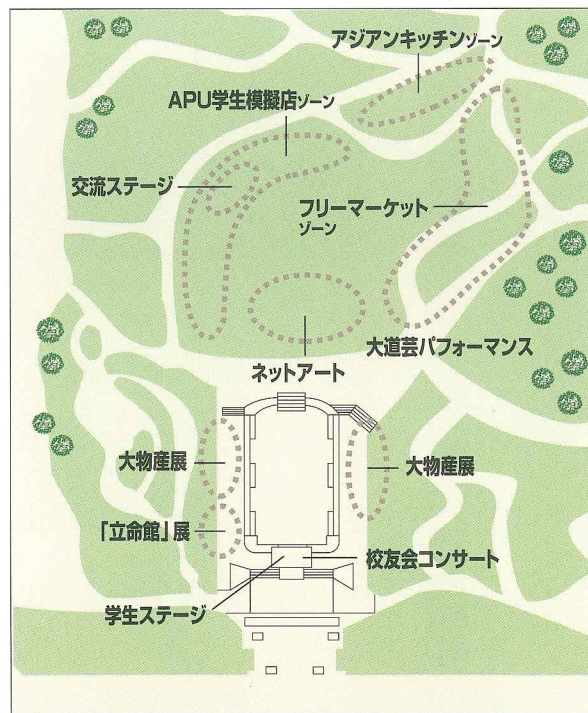 アジアンキッチンゾーン
APU学生模擬店ゾーン
交流ステージ
フリーマーケット
ゾーン
大道芸パフォーマンス
ネットアート
大物産展
大物産展
「立命館」展
校友会コンサート
学生ステージ